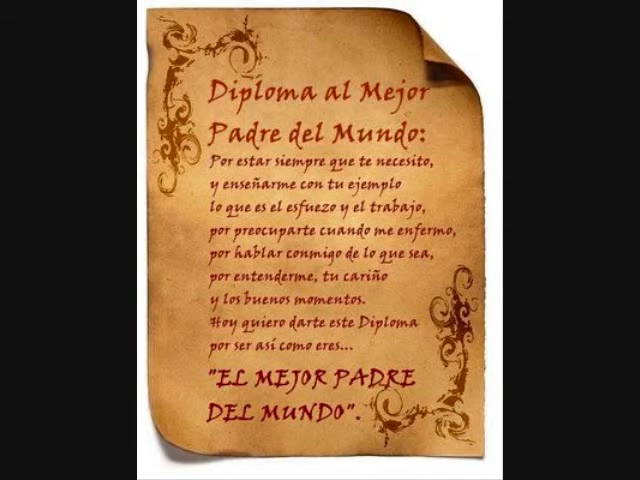 Diploma al Mejor
Padre del Mundo:
Por estar siempre que te necesito,
y enseñarme con tu ejemplo
lo que es el esfuezo y el trabajo,
por preocuparte cuando me enfermo,
por hablar conmigo de lo que sea,
por entenderme, tu cariño
y los buenos momentos.
Hoy quiero darte este Diploma
por ser así como eres...
"EL MEJOR PADRE
DEL MUNDO".